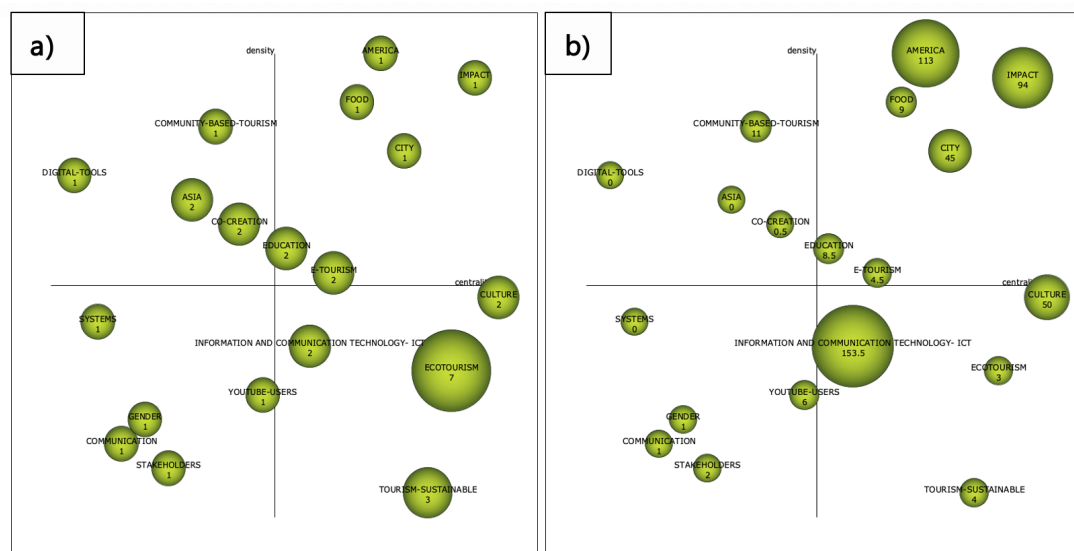 a)
density
AMERICA
1
IMPACT
1
FOOD
1
COMMUNITY-BASED-TOURISM
1
CITY
1
DIGITAL-TOOLS
1
ASIA
2
CO-CREATION
2
EDUCATION
2
E-TOURISM
2
CULTURE
2
SYSTEMS
1
INFORMATION AND COMMUNICATION TECHNOLOGY- ICT
2
ECOTOURISM
7
YOUTUBE-USERS
1
GENDER
1
COMMUNICATION
1
STAKEHOLDERS
1
TOURISM-SUSTAINABLE
3
b)
density
AMERICA
113
IMPACT
94
FOOD
9
COMMUNITY-BASED-TOURISM
11
CITY
45
DIGITAL-TOOLS
0
ASIA
0
CO-CREATION
0.5
EDUCATION
8.5
E-TOURISM
4.5
CULTURE
50
SYSTEMS
0
INFORMATION AND COMMUNICATION TECHNOLOGY- ICT
153.5
ECOTOURISM
3
YOUTUBE-USERS
6
GENDER
1
COMMUNICATION
1
STAKEHOLDERS
2
TOURISM-SUSTAINABLE
4